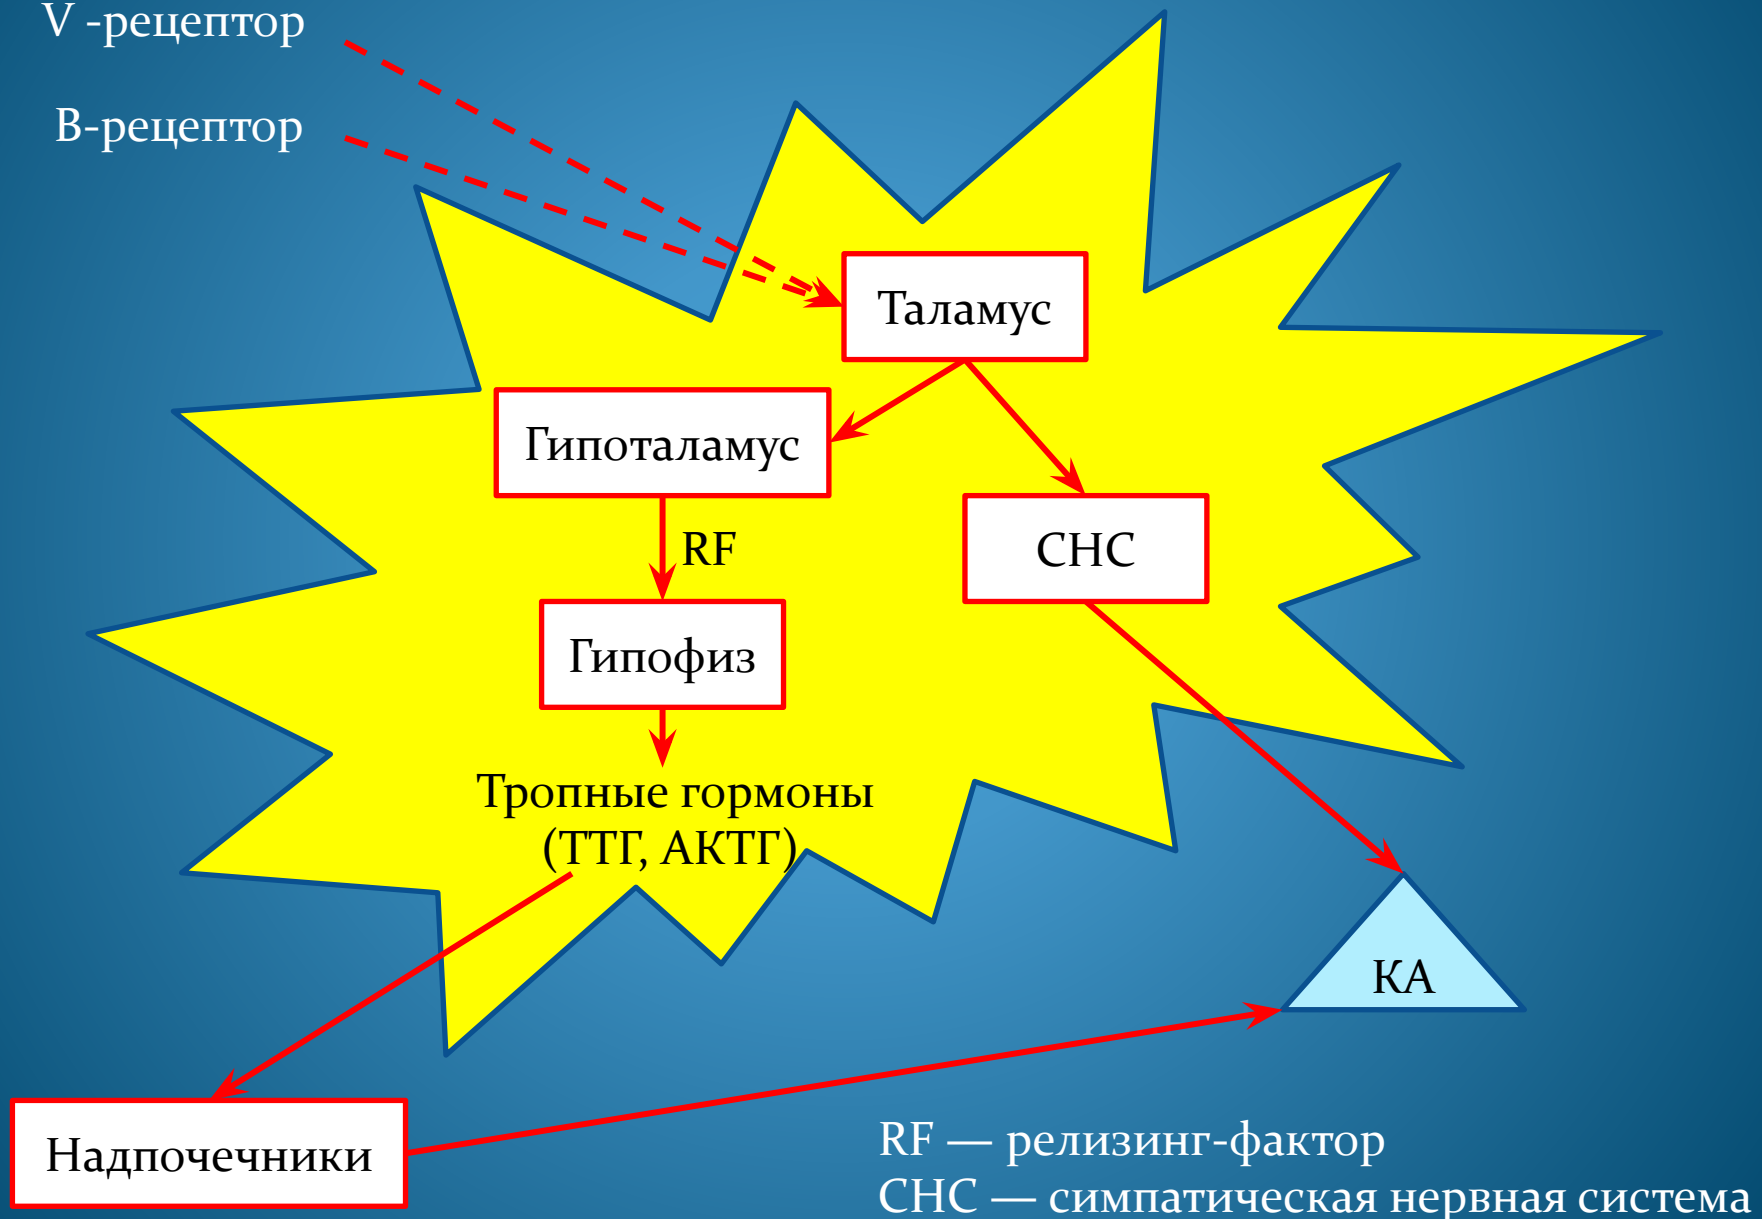 V -рецептор
В-рецептор
Таламус
Гипоталамус
RF
СНС
Гипофиз
Тропные гормоны
(ТТГ, АКТГ)
КА
Надпочечники
RF — релизинг-фактор
СНС — симпатическая нервная система